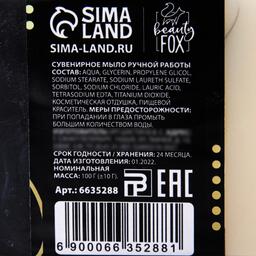 SIMA
LAND
SIMA-LAND.RU
beauty
FOX
СУВЕНИРНОЕ МЫЛО РУЧНОЙ РАБОТЫ
СОСТАВ: AQUA, GLYCERIN, PROPYLENE GLICOL,
SODIUM STEARATE, SODIUM LAURETH SULFATE,
SORBITOL, SODIUM CHLORIDE, LAURIC ACID,
TETRASODIUM EDTA, TITANIUM DIOXIDE,
КОСМЕТИЧЕСКАЯ ОТДУШКА, ПИЩЕВОЙ
КРАСИТЕЛЬ. МЕРЫ ПРЕДОСТОРОЖНОСТИ:
ПРИ ПОПАДАНИИ В ГЛАЗА ПРОМЫТЬ
БОЛЬШИМ КОЛИЧЕСТВОМ ВОДЫ.
СРОК ГОДНОСТИ / ХРАНЕНИЯ: 24 МЕСЯЦА.
ДАТА ИЗГОТОВЛЕНИЯ: 01.2022.
НОМИНАЛЬНАЯ
МАССА: 100 Г (±10 Г).
Арт.: 6635288
EAC
6 900066 352881